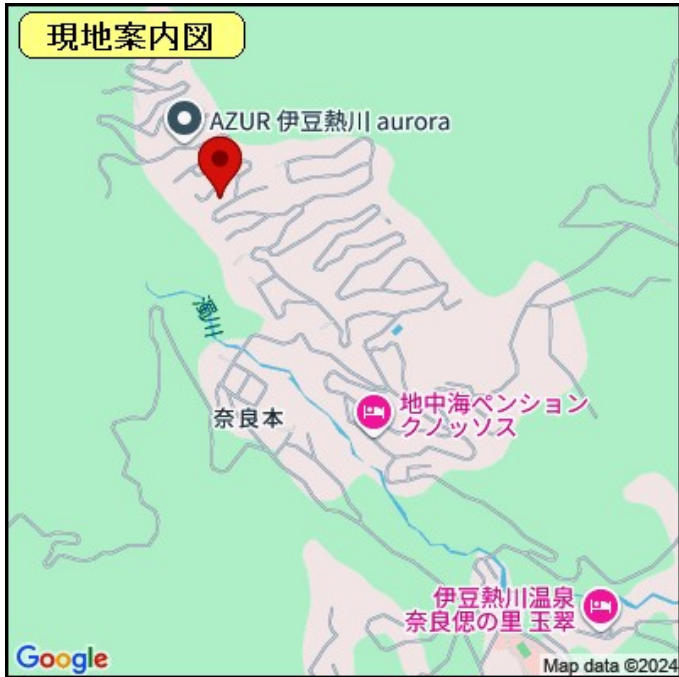 現地案内図
AZUR 伊豆熱川 aurora
濁川
奈良本
地中海ペンション
クノッソス
伊豆熱川温泉
奈良偲の里 玉翠
Google
Map data ©2024